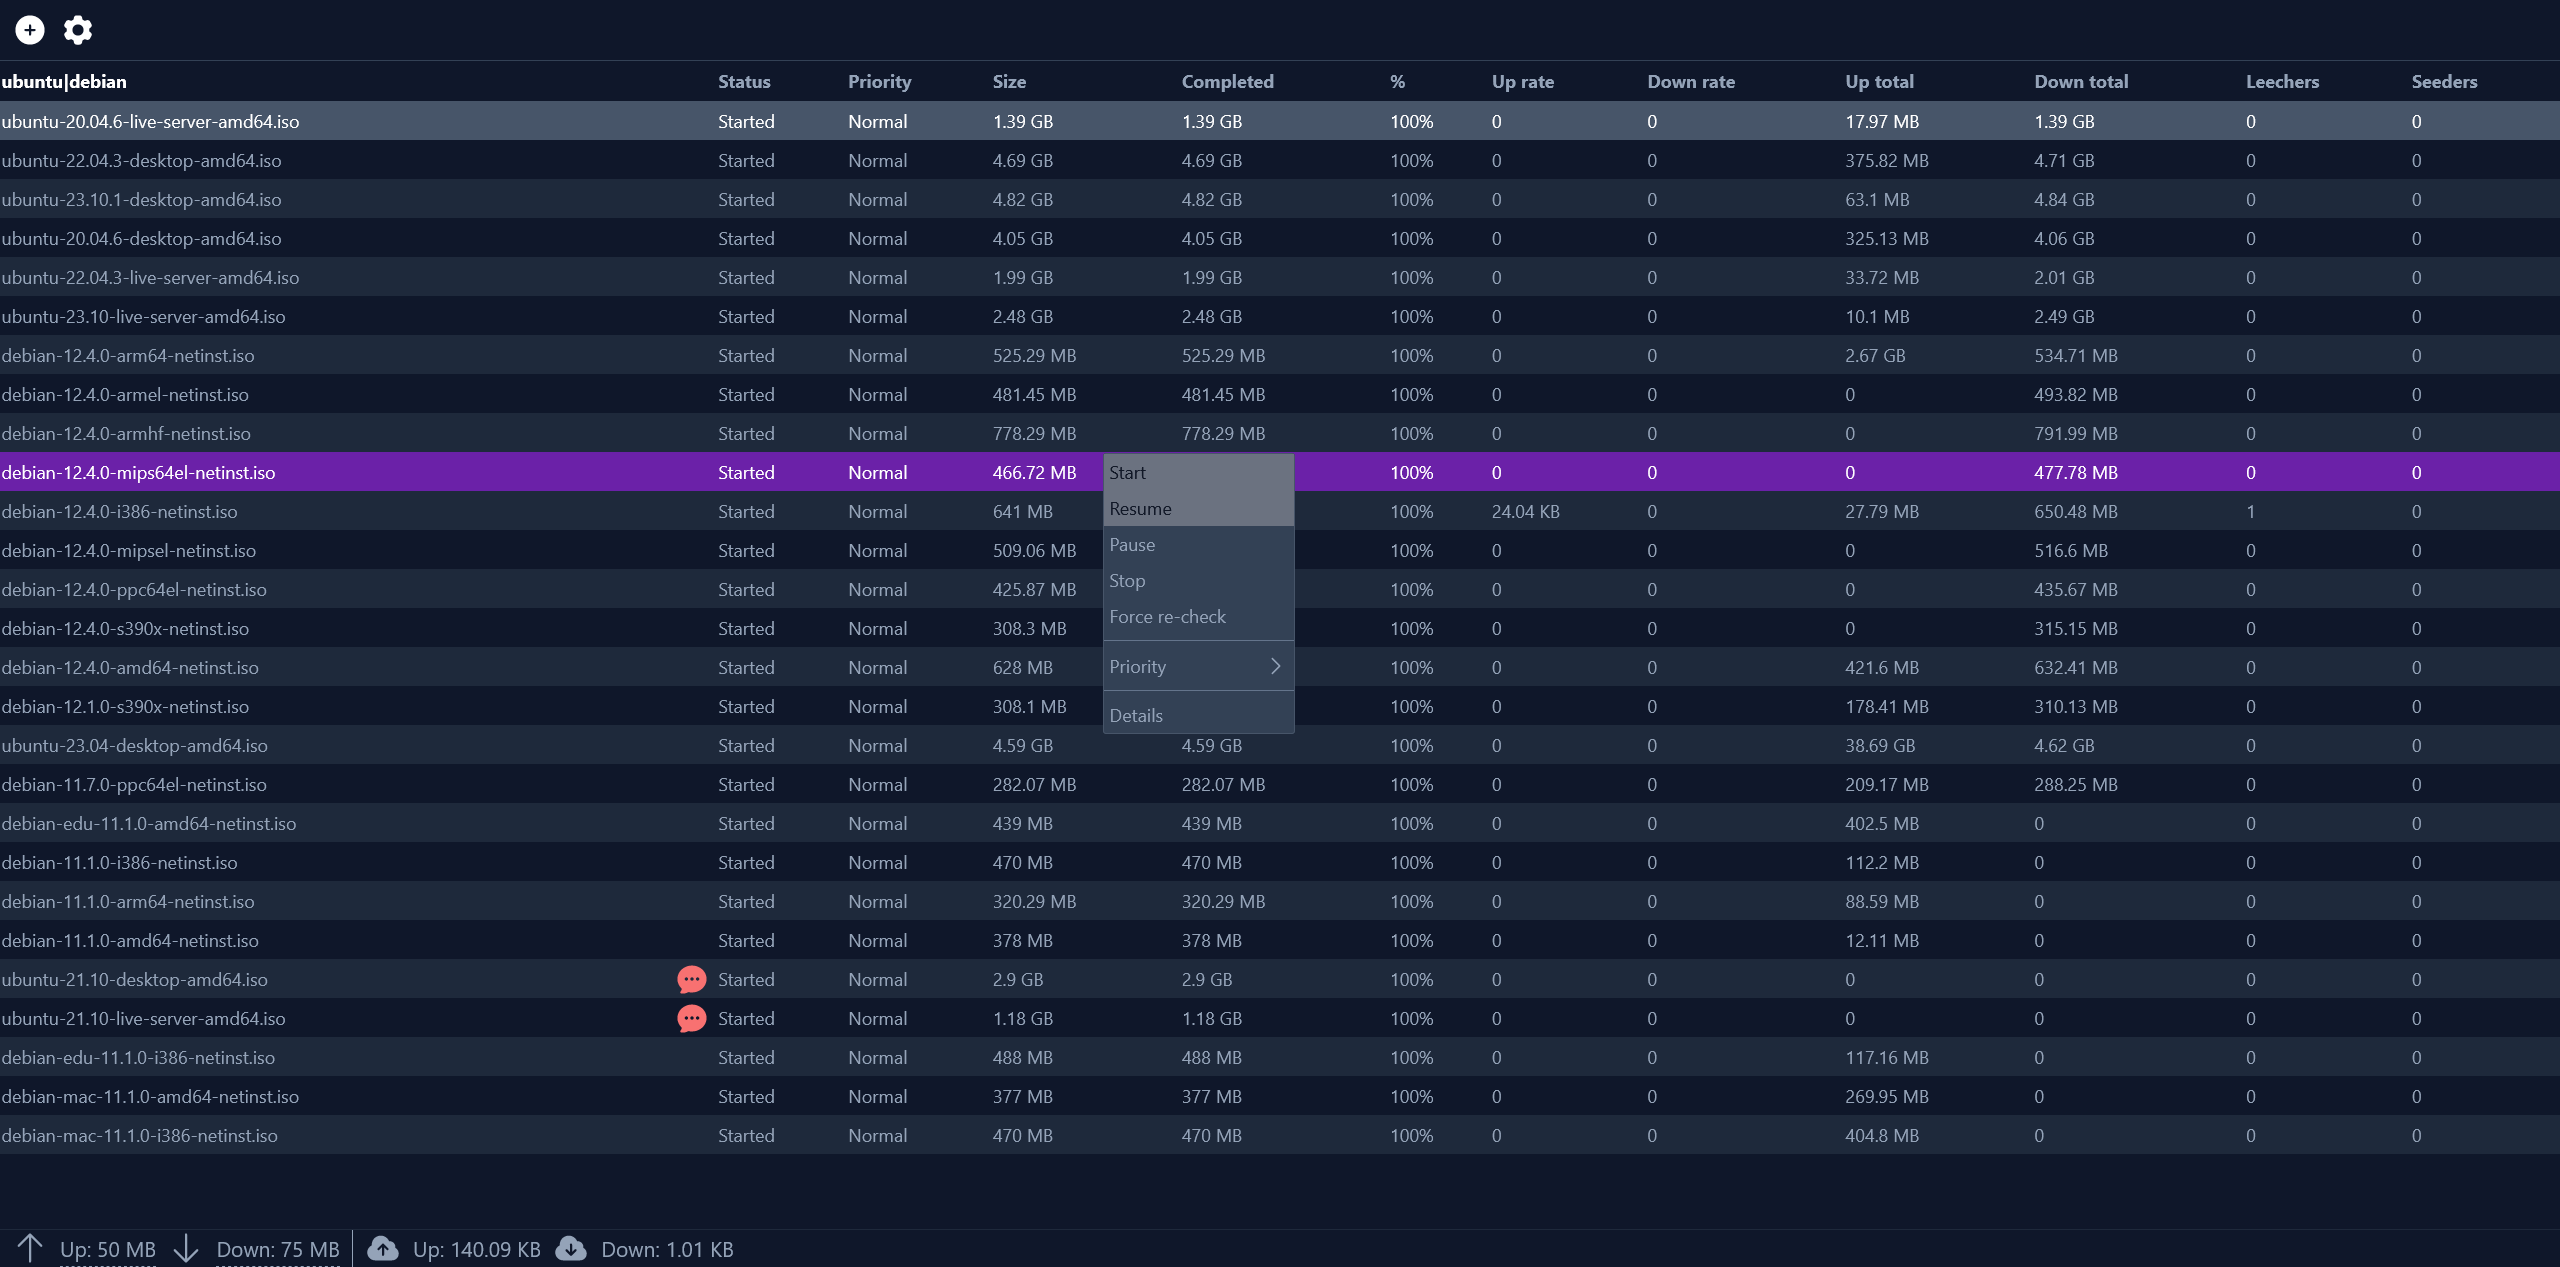 ubuntu|debian Status Priority Size Completed % Up rate Down rate Up total Down total Leechers Seeders
ubuntu-20.04.6-live-server-amd64.iso Started Normal 1.39 GB 1.39 GB 100% 0 0 17.97 MB 1.39 GB 0 0
ubuntu-22.04.3-desktop-amd64.iso Started Normal 4.69 GB 4.69 GB 100% 0 0 375.82 MB 4.71 GB 0 0
ubuntu-23.10.1-desktop-amd64.iso Started Normal 4.82 GB 4.82 GB 100% 0 0 63.1 MB 4.84 GB 0 0
ubuntu-20.04.6-desktop-amd64.iso Started Normal 4.05 GB 4.05 GB 100% 0 0 325.13 MB 4.06 GB 0 0
ubuntu-22.04.3-live-server-amd64.iso Started Normal 1.99 GB 1.99 GB 100% 0 0 33.72 MB 2.01 GB 0 0
ubuntu-23.10-live-server-amd64.iso Started Normal 2.48 GB 2.48 GB 100% 0 0 10.1 MB 2.49 GB 0 0
debian-12.4.0-arm64-netinst.iso Started Normal 525.29 MB 525.29 MB 100% 0 0 2.67 GB 534.71 MB 0 0
debian-12.4.0-armel-netinst.iso Started Normal 481.45 MB 481.45 MB 100% 0 0 0 493.82 MB 0 0
debian-12.4.0-armhf-netinst.iso Started Normal 778.29 MB 778.29 MB 100% 0 0 0 791.99 MB 0 0
debian-12.4.0-mips64el-netinst.iso Started Normal 466.72 MB Start 100% 0 0 0 477.78 MB 0 0
debian-12.4.0-i386-netinst.iso Started Normal 641 MB Resume 100% 24.04 KB 0 27.79 MB 650.48 MB 1 0
debian-12.4.0-mipsel-netinst.iso Started Normal 509.06 MB Pause 100% 0 0 0 516.6 MB 0 0
debian-12.4.0-ppc64el-netinst.iso Started Normal 425.87 MB Stop 100% 0 0 0 435.67 MB 0 0
debian-12.4.0-s390x-netinst.iso Started Normal 308.3 MB Force re-check 100% 0 0 0 315.15 MB 0 0
debian-12.4.0-amd64-netinst.iso Started Normal 628 MB Priority 100% 0 0 421.6 MB 632.41 MB 0 0
debian-12.1.0-s390x-netinst.iso Started Normal 308.1 MB Details 100% 0 0 178.41 MB 310.13 MB 0 0
ubuntu-23.04-desktop-amd64.iso Started Normal 4.59 GB 4.59 GB 100% 0 0 38.69 GB 4.62 GB 0 0
debian-11.7.0-ppc64el-netinst.iso Started Normal 282.07 MB 282.07 MB 100% 0 0 209.17 MB 288.25 MB 0 0
debian-edu-11.1.0-amd64-netinst.iso Started Normal 439 MB 439 MB 100% 0 0 402.5 MB 0 0 0
debian-11.1.0-i386-netinst.iso Started Normal 470 MB 470 MB 100% 0 0 112.2 MB 0 0 0
debian-11.1.0-arm64-netinst.iso Started Normal 320.29 MB 320.29 MB 100% 0 0 88.59 MB 0 0 0
debian-11.1.0-amd64-netinst.iso Started Normal 378 MB 378 MB 100% 0 0 12.11 MB 0 0 0
ubuntu-21.10-desktop-amd64.iso Started Normal 2.9 GB 2.9 GB 100% 0 0 0 0 0 0
ubuntu-21.10-live-server-amd64.iso Started Normal 1.18 GB 1.18 GB 100% 0 0 0 0 0 0
debian-edu-11.1.0-i386-netinst.iso Started Normal 488 MB 488 MB 100% 0 0 117.16 MB 0 0 0
debian-mac-11.1.0-amd64-netinst.iso Started Normal 377 MB 377 MB 100% 0 0 269.95 MB 0 0 0
debian-mac-11.1.0-i386-netinst.iso Started Normal 470 MB 470 MB 100% 0 0 404.8 MB 0 0 0
Up: 50 MB Down: 75 MB Up: 140.09 KB Down: 1.01 KB